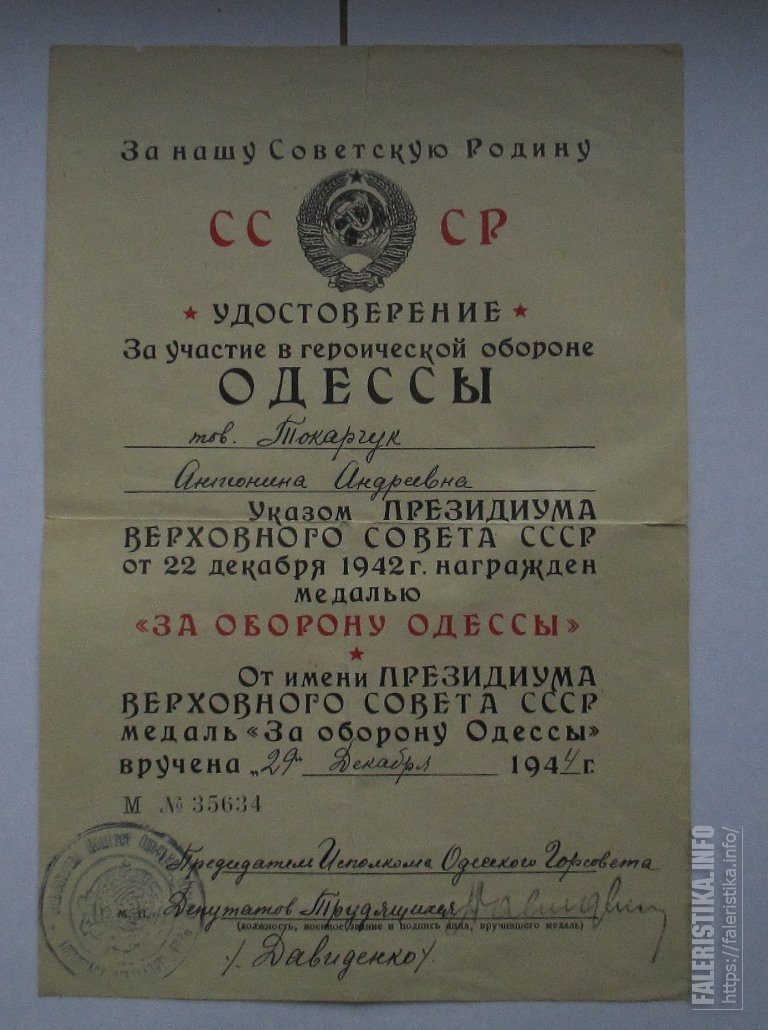 За нашу Советскую Родину
СС СР
УДОСТОВЕРЕНИЕ
За участие в героической обороне
ОДЕССЫ
тов. Токарчук
Антонина Андреевна
Указом ПРЕЗИДИУМА
ВЕРХОВНОГО СОВЕТА СССР
от 22 декабря 1942 г. награжден
медалью
«ЗА ОБОРОНУ ОДЕССЫ»
От имени ПРЕЗИДИУМА
ВЕРХОВНОГО СОВЕТА СССР
медаль «За оборону Одессы»
вручена „29" Декабря 1944 г.
М № 35634
Председатем Исполкома Одесского Горсовета
М. П. Депутатов Трудящихся
(должность, военное звание и подпись лица, вручившего медаль)
/. Давиденко /.
FALERISTIKA.INFO
https://faleristika.info/